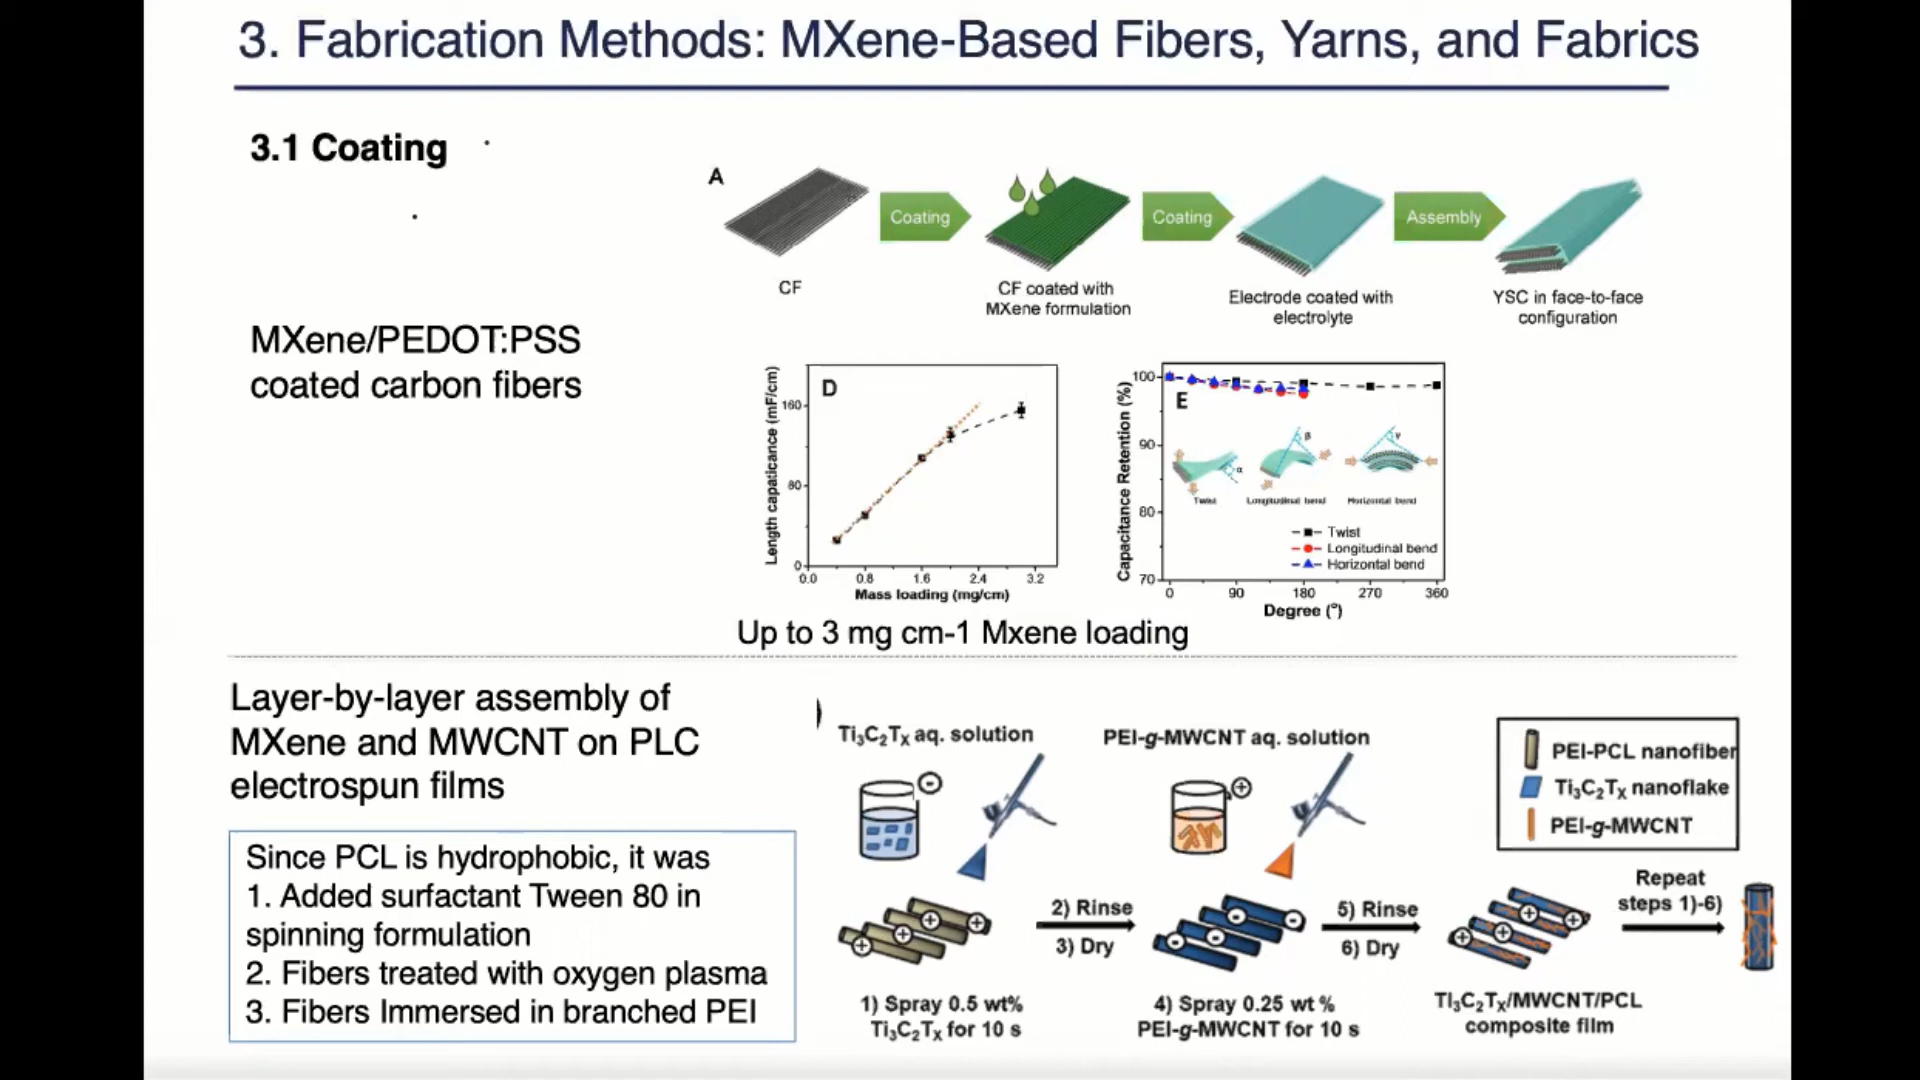 3. Fabrication Methods: MXene-Based Fibers, Yarns, and Fabrics
3.1 Coating
A
Coating
Coating
Assembly
CF
CF coated with
MXene formulation
Electrode coated with
electrolyte
YSC in face-to-face
configuration
MXene/PEDOT:PSS
coated carbon fibers
D
Length capaticance (mF/cm)
160
80
0
0.0 0.8 1.6 2.4 3.2
Mass loading (mg/cm)
E
Capacitance Retention (%)
100
90
80
70
α
β
γ
Twist
Longitudinal bend
Horizontal bend
Twist
Longitudinal bend
Horizontal bend
0 90 180 270 360
Degree (°)
Up to 3 mg cm-1 Mxene loading
Layer-by-layer assembly of
MXene and MWCNT on PLC
electrospun films
Since PCL is hydrophobic, it was
1. Added surfactant Tween 80 in
spinning formulation
2. Fibers treated with oxygen plasma
3. Fibers Immersed in branched PEI
)
Ti₃C₂Tₓ aq. solution
PEI-g-MWCNT aq. solution
PEI-PCL nanofiber
Ti₃C₂Tₓ nanoflake
PEI-g-MWCNT
2) Rinse
3) Dry
5) Rinse
6) Dry
Repeat
steps 1)-6)
1) Spray 0.5 wt%
Ti₃C₂Tₓ for 10 s
4) Spray 0.25 wt %
PEI-g-MWCNT for 10 s
TI₃C₂Tₓ/MWCNT/PCL
composite film